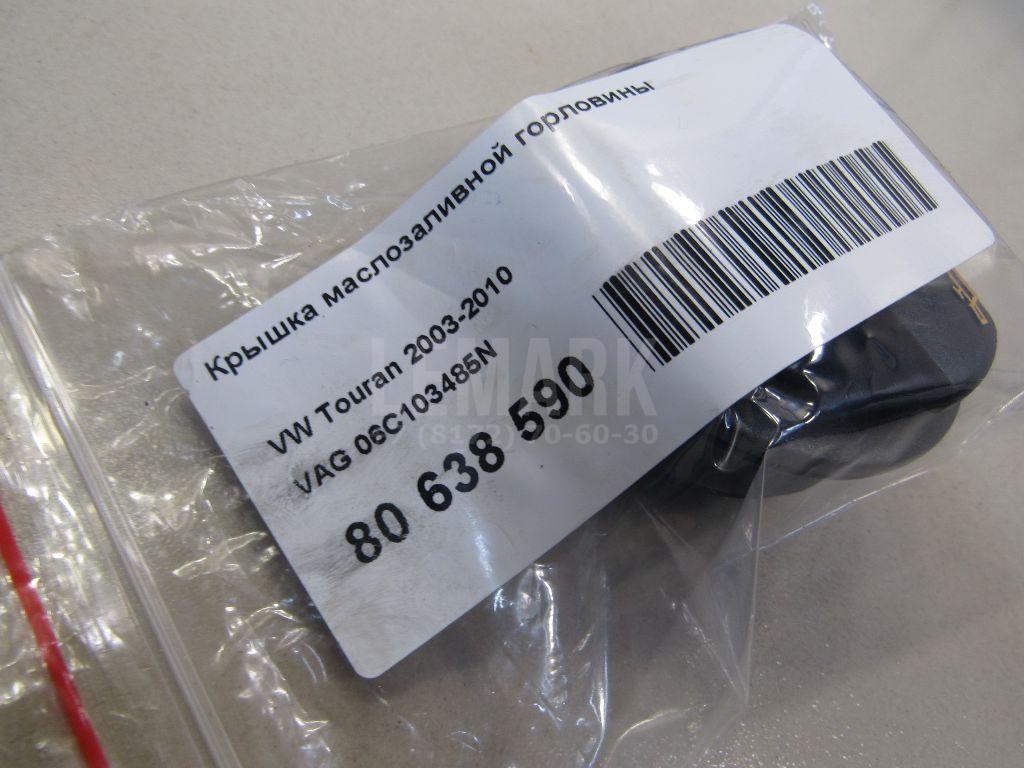 Крышка маслозаливной горловины
VW Touran 2003-2010
VAG 06C103485N
80 638 590
LEMARK